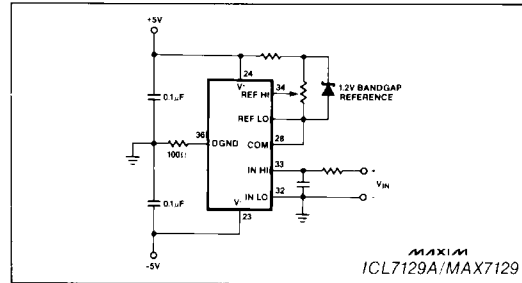 +5V
24
V-
REF HI
34
1.2V BANDGAP
REFERENCE
0.1µF
REF LO
36
DGND
COM
28
100Ω
33
IN HI
+
VIN
0.1µF
IN LO
32
-
V-
23
-5V
MAXIM
ICL7129A/MAX7129